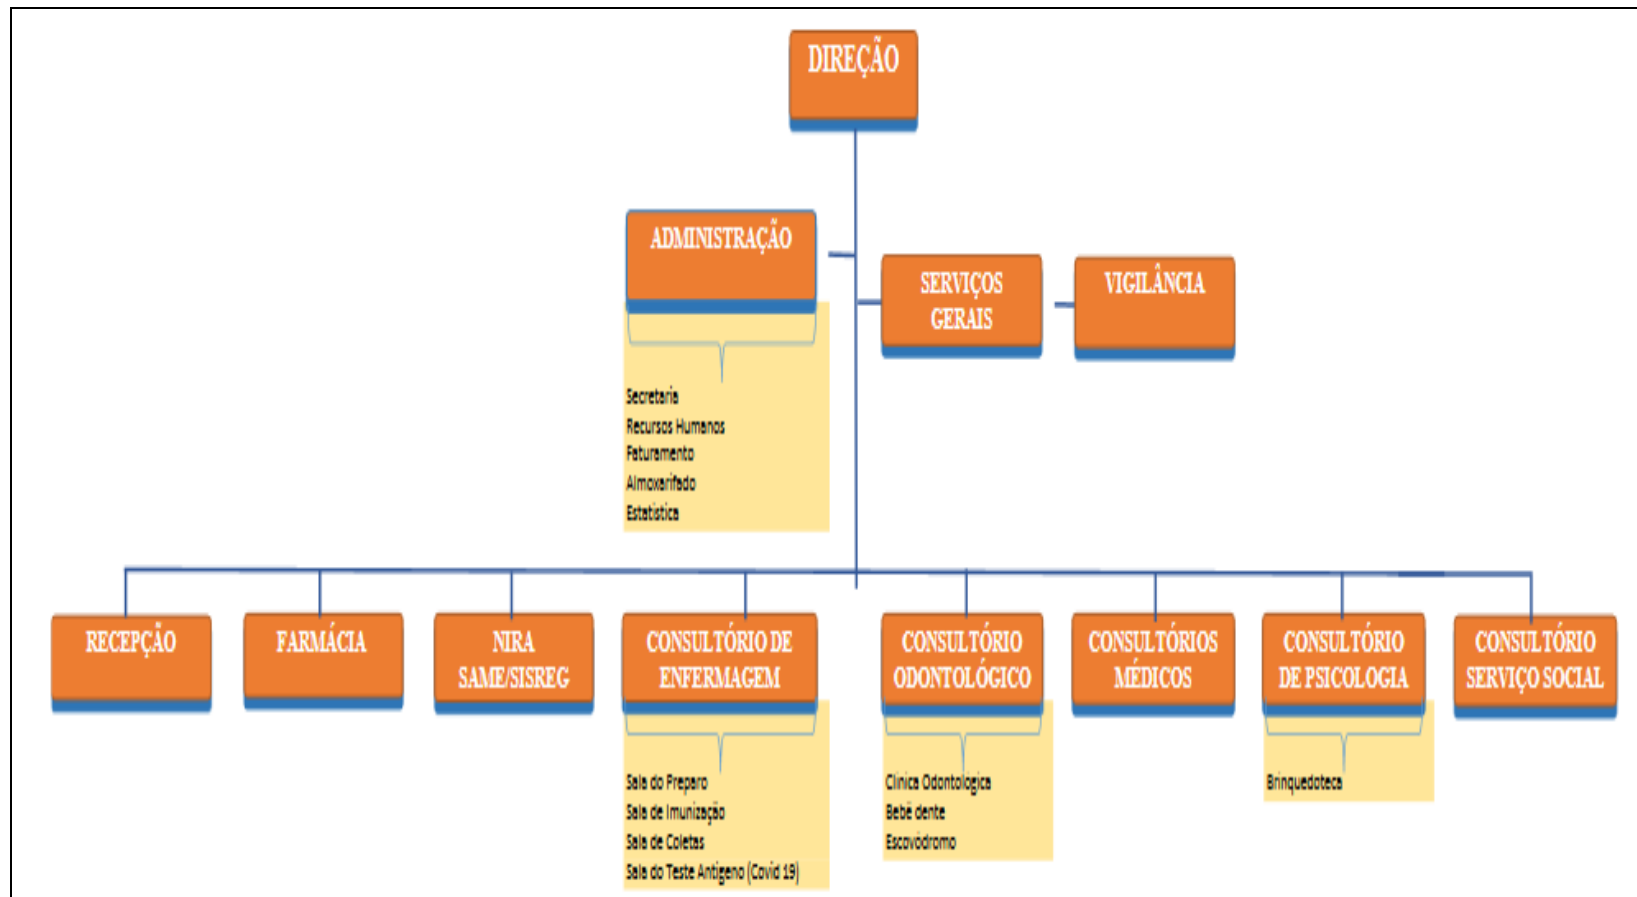 DIREÇÃO
ADMINISTRAÇÃO
SERVIÇOS
GERAIS
VIGILÂNCIA
Secretaria
Recursos Humanos
Faturamento
Almoxarifado
Estatistica
RECEPÇÃO
FARMÁCIA
NIRA
SAME/SISREG
CONSULTÓRIO DE
ENFERMAGEM
CONSULTÓRIO
ODONTOLÓGICO
CONSULTÓRIOS
MÉDICOS
CONSULTÓRIO
DE PSICOLOGIA
CONSULTÓRIO
SERVIÇO SOCIAL
Sala do Preparo
Sala de Imunização
Sala de Coletas
Sala do Teste Antigeno (Covid 19)
Clinica Odontologica
Bebê dente
Escovódromo
Brinquedoteca